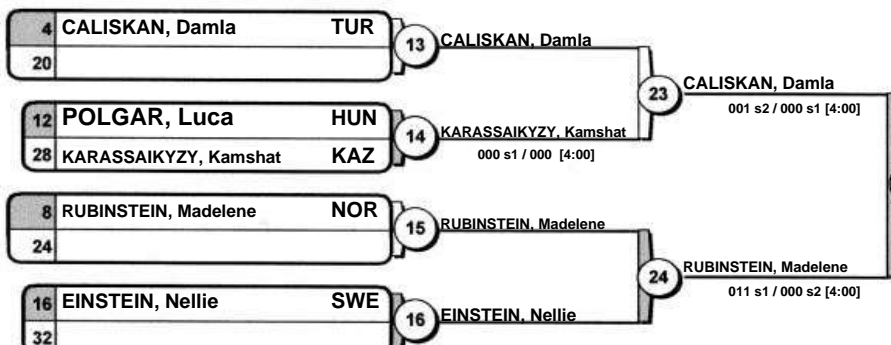 4 CALISKAN, Damla TUR
20
13 CALISKAN, Damla
12 POLGAR, Luca HUN
28 KARASSAIKYZY, Kamshat KAZ
14 KARASSAIKYZY, Kamshat
000 s1 / 000 [4:00]
23 CALISKAN, Damla
001 s2 / 000 s1 [4:00]
8 RUBINSTEIN, Madelene NOR
24
15 RUBINSTEIN, Madelene
16 EINSTEIN, Nellie SWE
32
16 EINSTEIN, Nellie
24 RUBINSTEIN, Madelene
011 s1 / 000 s2 [4:00]